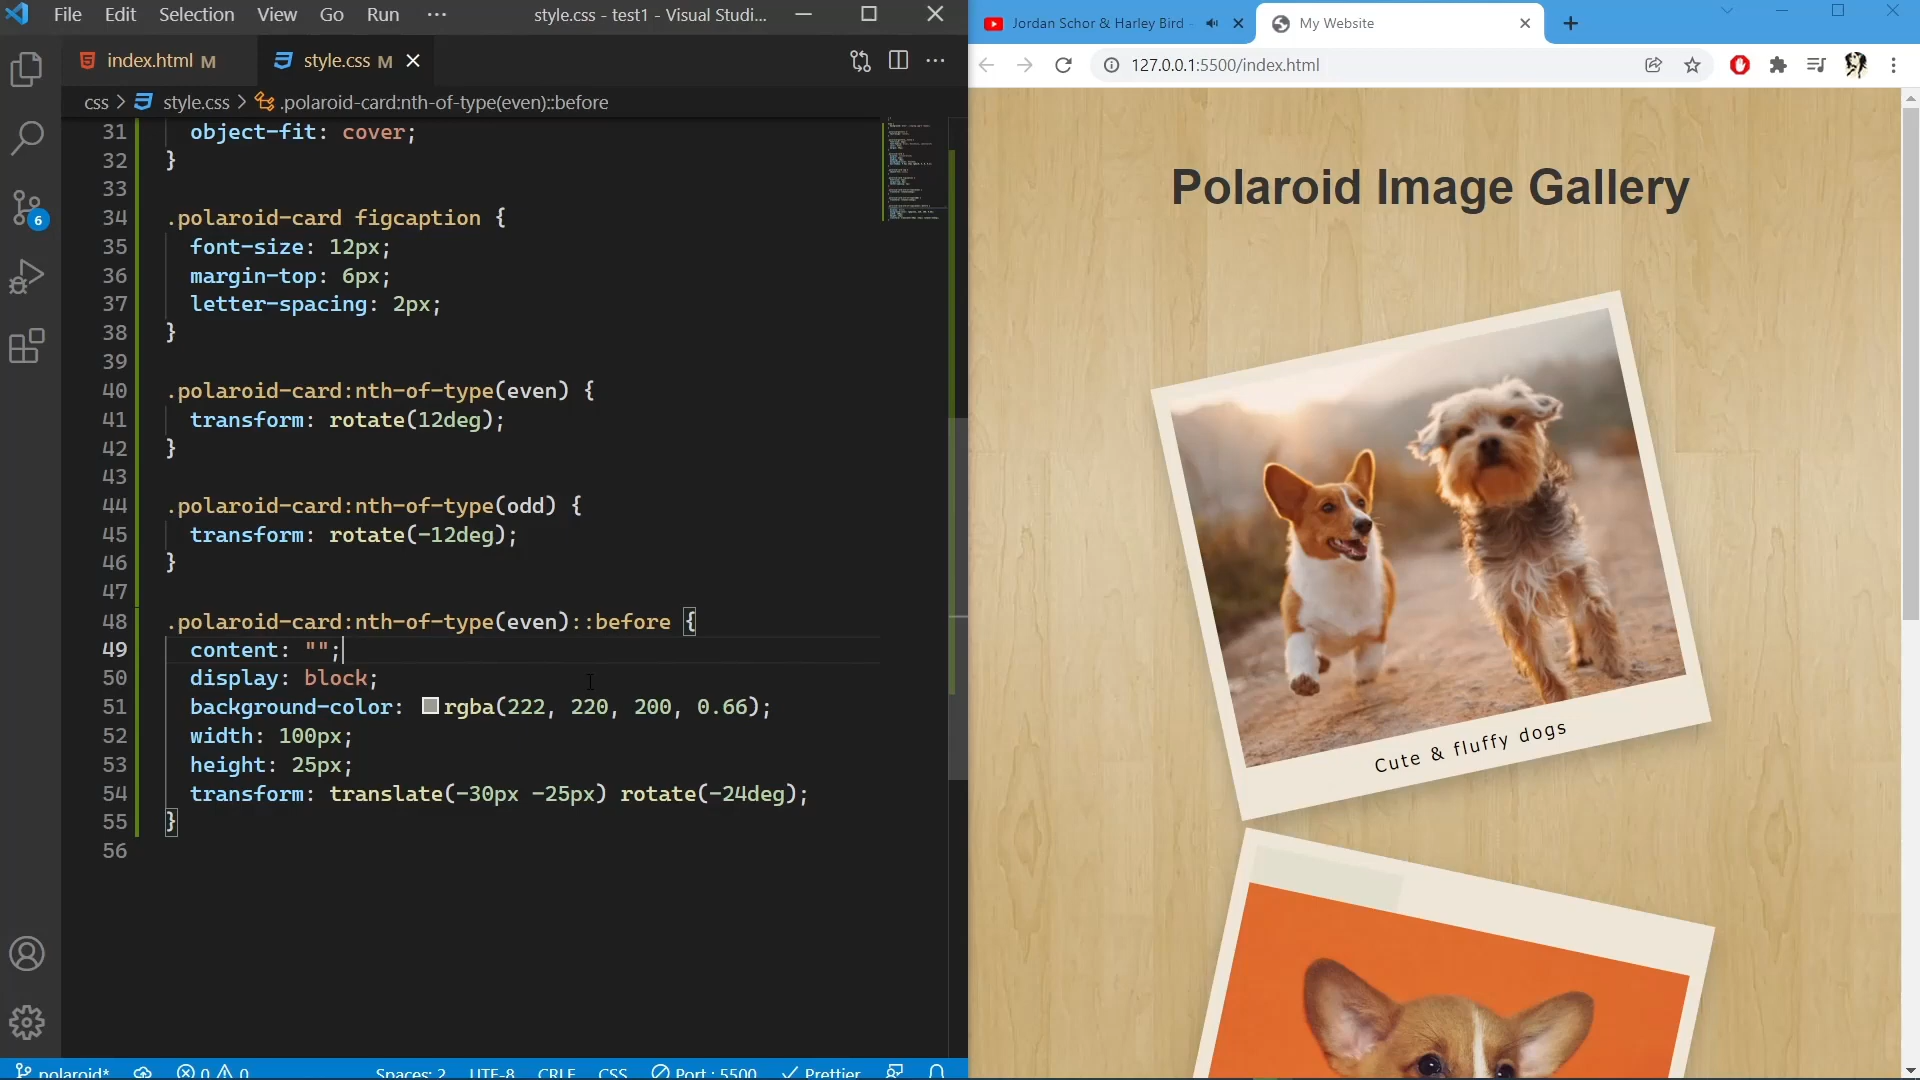 File Edit Selection View Go Run ··· style.css - test1 - Visual Studi...
index.html M style.css M
css > style.css > .polaroid-card:nth-of-type(even)::before
31 object-fit: cover;
32 }
33
34 .polaroid-card figcaption {
35 font-size: 12px;
36 margin-top: 6px;
37 letter-spacing: 2px;
38 }
39
40 .polaroid-card:nth-of-type(even) {
41 transform: rotate(12deg);
42 }
43
44 .polaroid-card:nth-of-type(odd) {
45 transform: rotate(-12deg);
46 }
47
48 .polaroid-card:nth-of-type(even)::before {
49 content: "";
50 display: block;
51 background-color: rgba(222, 220, 200, 0.66);
52 width: 100px;
53 height: 25px;
54 transform: translate(-30px -25px) rotate(-24deg);
55 }
56
6
polaroid* 0 0 Spaces: 2 UTF-8 CRLF CSS Port : 5500 Prettier
Jordan Schor & Harley Bird - My Website
127.0.0.1:5500/index.html
Polaroid Image Gallery
Cute & fluffy dogs